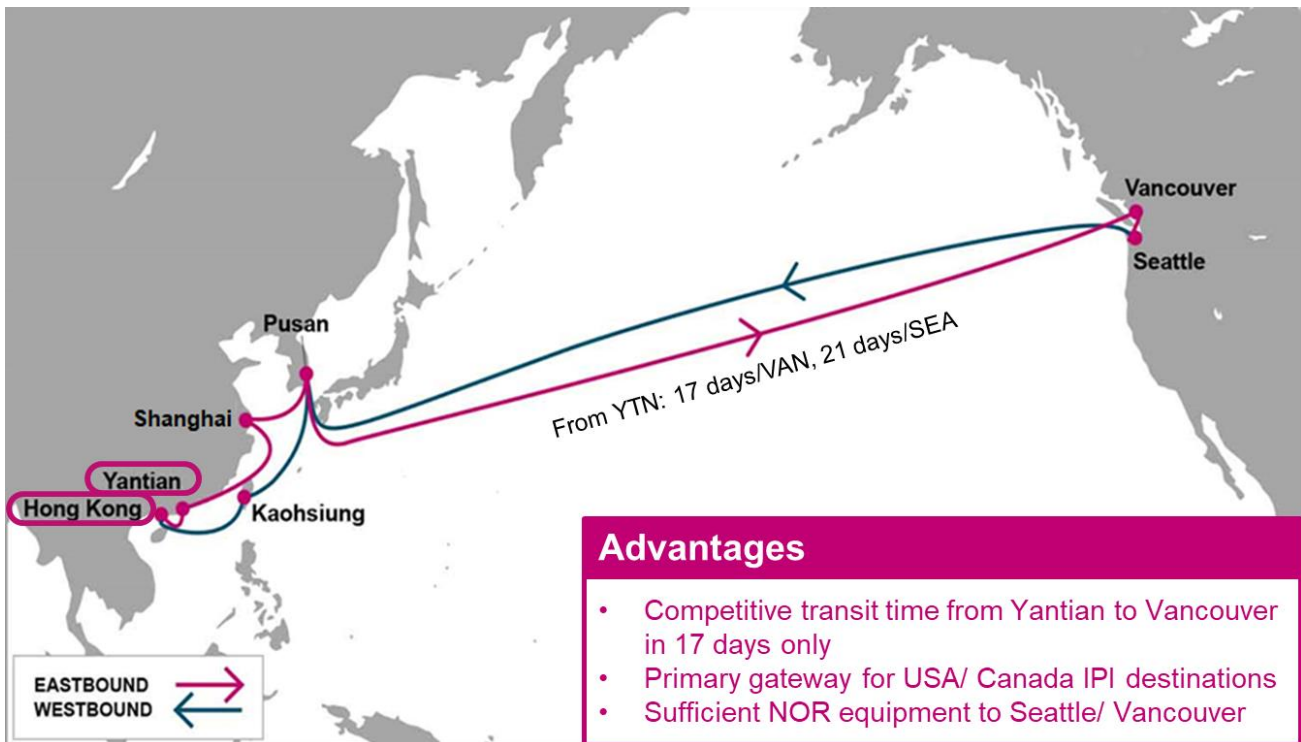 Vancouver
Seattle
Pusan
From YTN: 17 days/VAN, 21 days/SEA
Shanghai
Yantian
Hong Kong
Kaohsiung
Advantages
• Competitive transit time from Yantian to Vancouver
in 17 days only
• Primary gateway for USA/ Canada IPI destinations
• Sufficient NOR equipment to Seattle/ Vancouver
EASTBOUND
WESTBOUND